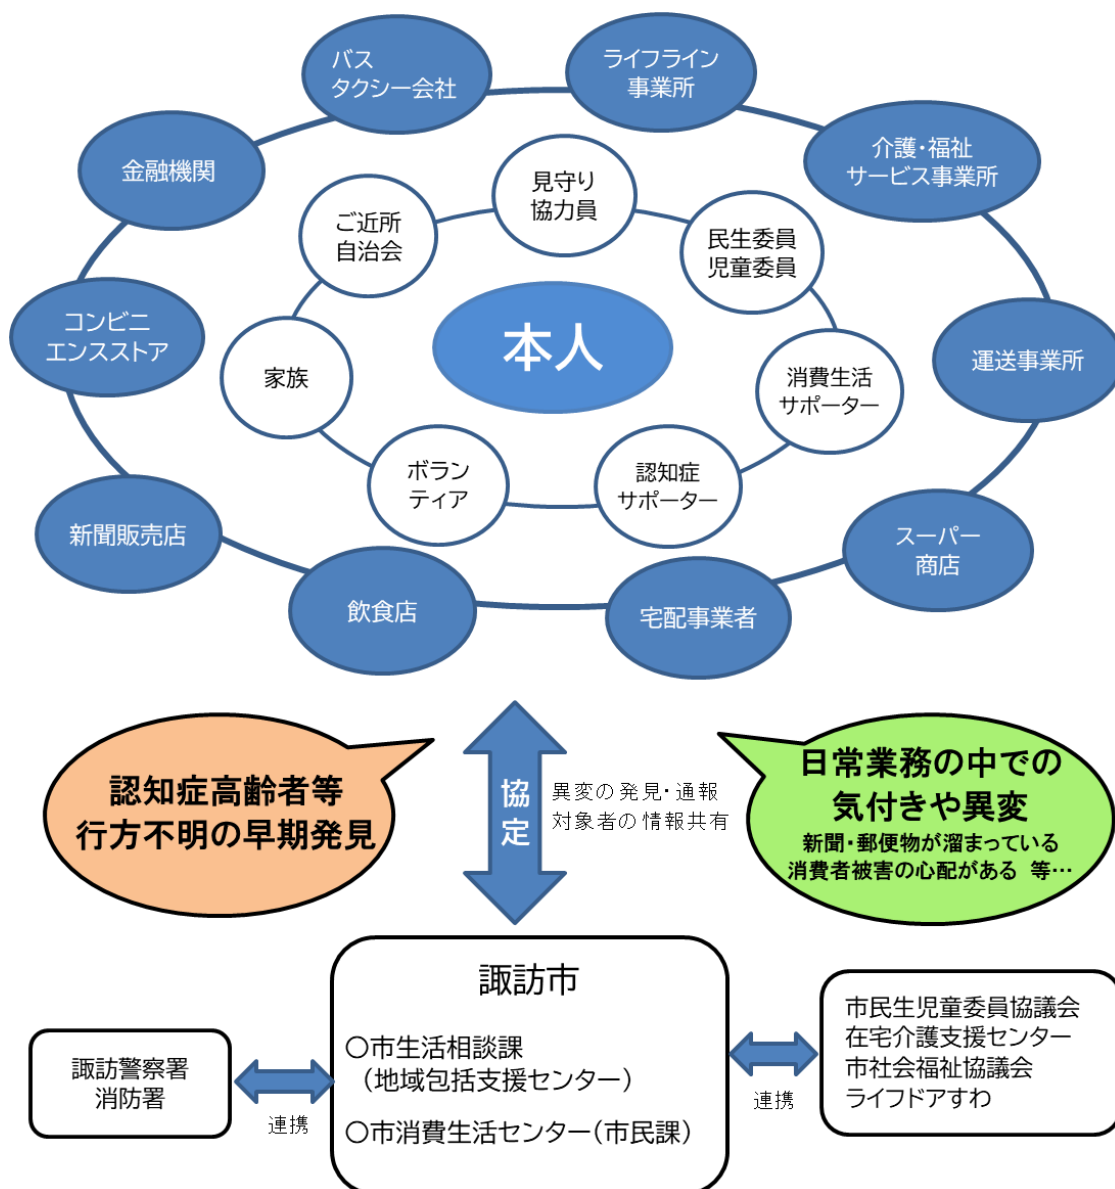 バス
タクシー会社
ライフライン
事業所
金融機関
介護・福祉
サービス事業所
見守り
協力員
ご近所
自治会
民生委員
児童委員
コンビニ
エンスストア
本人
運送事業所
家族
消費生活
サポーター
ボラン
ティア
認知症
サポーター
新聞販売店
スーパー
商店
飲食店
宅配事業者
認知症高齢者等
行方不明の早期発見
協定
異変の発見・通報
対象者の情報共有
日常業務の中での
気付きや異変
新聞・郵便物が溜まっている
消費者被害の心配がある 等…
諏訪市
○市生活相談課
（地域包括支援センター）
○市消費生活センター（市民課）
諏訪警察署
消防署
連携
連携
市民生児童委員協議会
在宅介護支援センター
市社会福祉協議会
ライフドアすわ